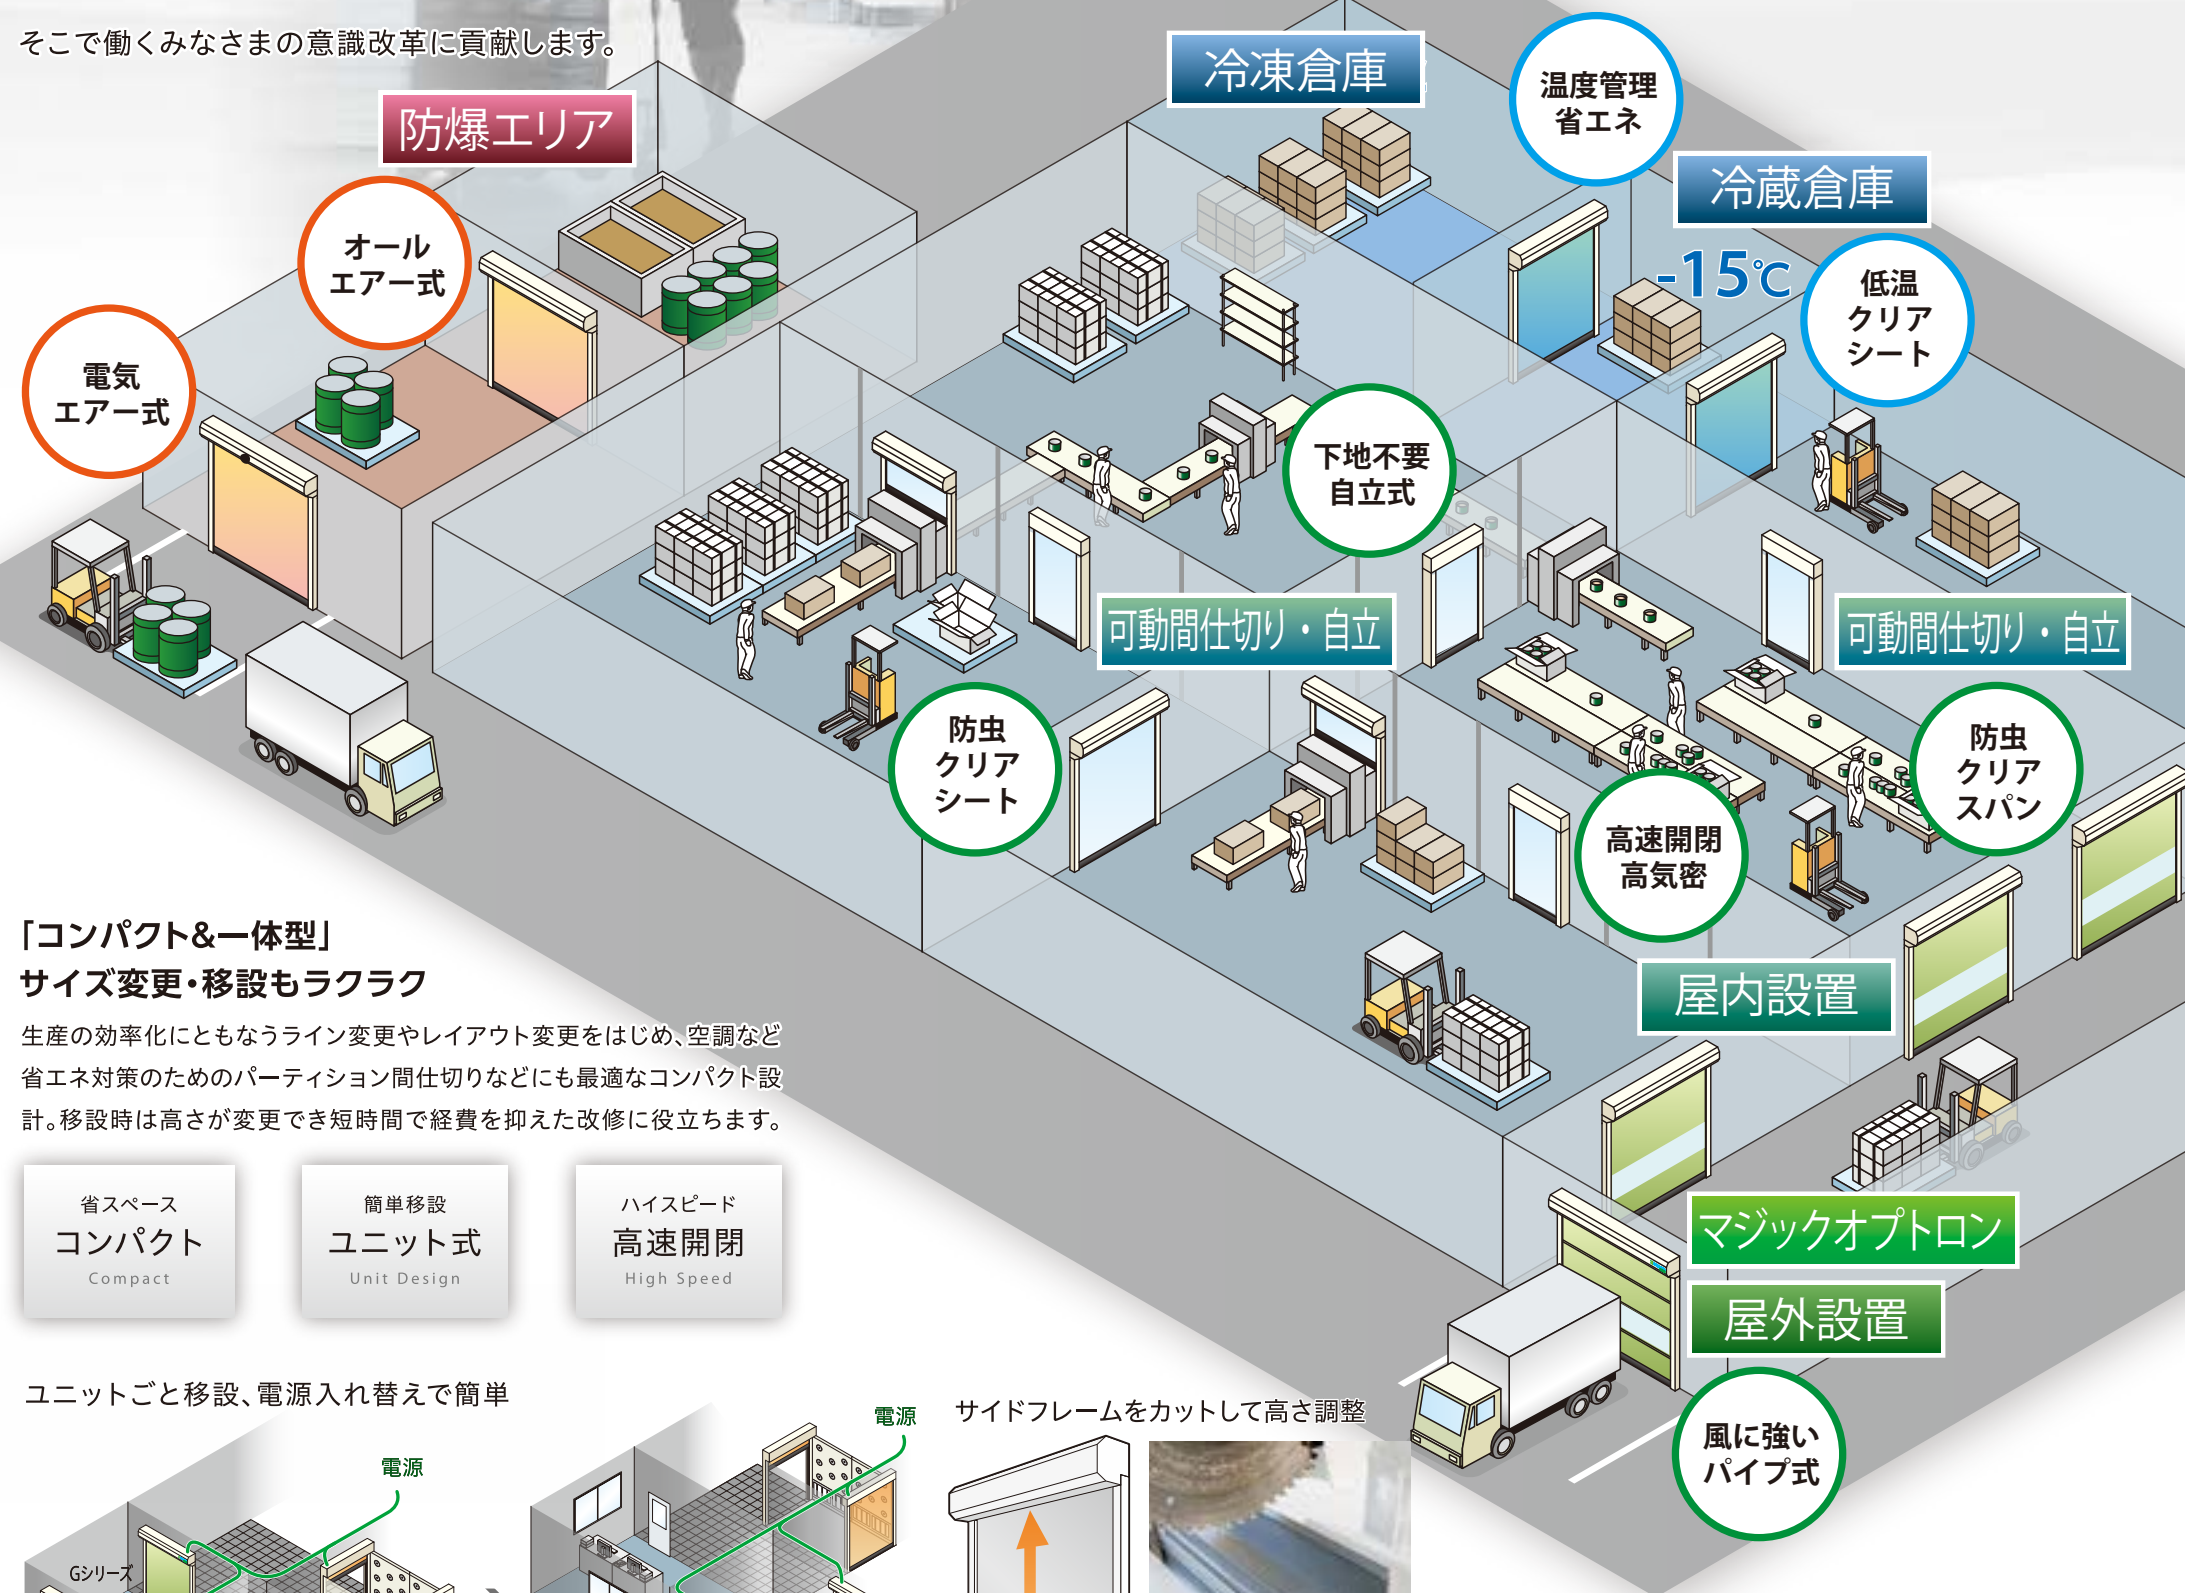 そこで働くみなさまの意識改革に貢献します。
防爆エリア
オール
エアー式
電気
エアー式
冷凍倉庫
温度管理
省エネ
冷蔵倉庫
-15℃
低温
クリア
シート
下地不要
自立式
可動間仕切り・自立
可動間仕切り・自立
防虫
クリア
シート
防虫
クリア
スパン
高速開閉
高気密
屋内設置
マジックオプトロン
屋外設置
風に強い
パイプ式
「コンパクト&一体型」
サイズ変更・移設もラクラク
生産の効率化にともなうライン変更やレイアウト変更をはじめ、空調など
省エネ対策のためのパーティション間仕切りなどにも最適なコンパクト設
計。移設時は高さが変更でき短時間で経費を抑えた改修に役立ちます。
省スペース
コンパクト
Compact
簡単移設
ユニット式
Unit Design
ハイスピード
高速開閉
High Speed
ユニットごと移設、電源入れ替えで簡単
電源
Gシリーズ
電源
サイドフレームをカットして高さ調整